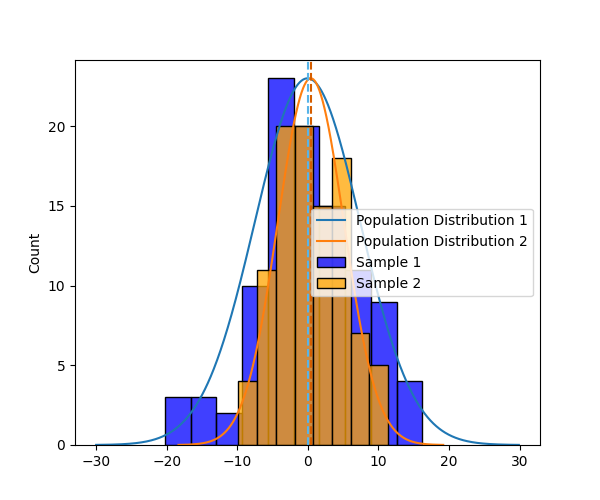 20
15
10
5
0
Count
Population Distribution 1
Population Distribution 2
Sample 1
Sample 2
−30 −20 −10 0 10 20 30